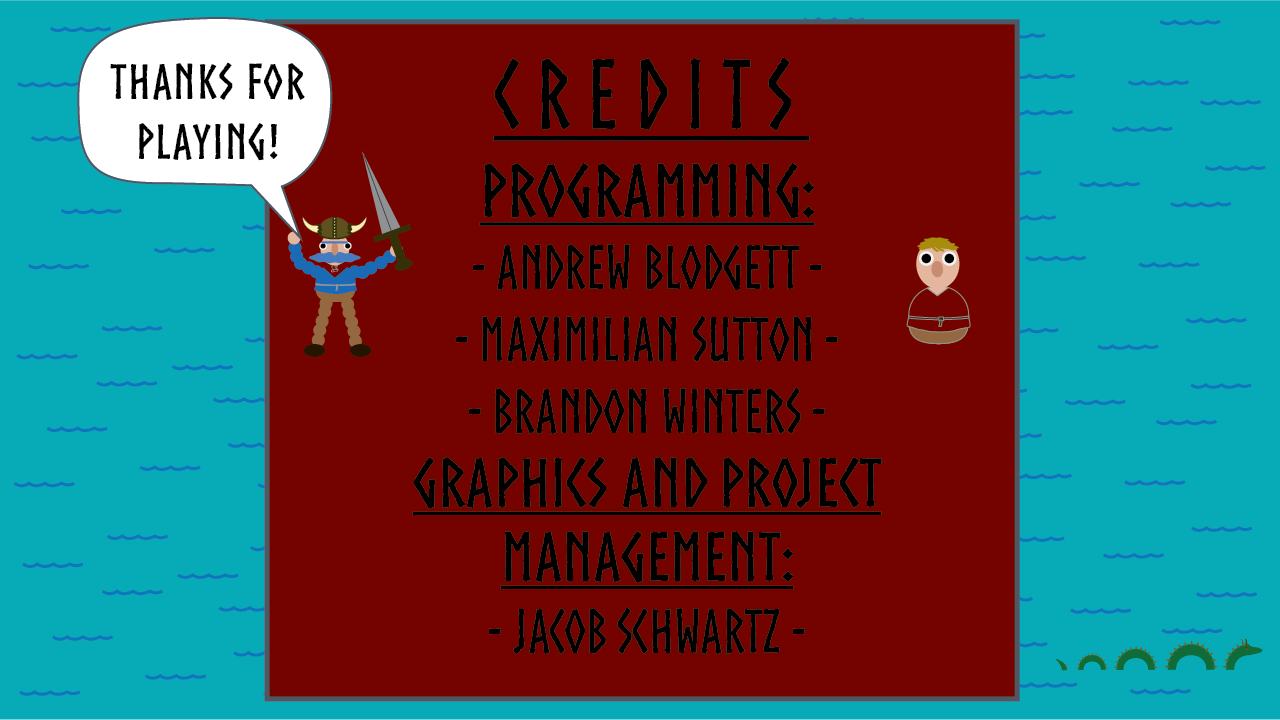 THANKS FOR
PLAYING!
CREDITS
PROGRAMMING:
- ANDREW BLODGETT -
- MAXIMILIAN SUTTON -
- BRANDON WINTERS -
GRAPHICS AND PROJECT
MANAGEMENT:
- JACOB SCHWARTZ -